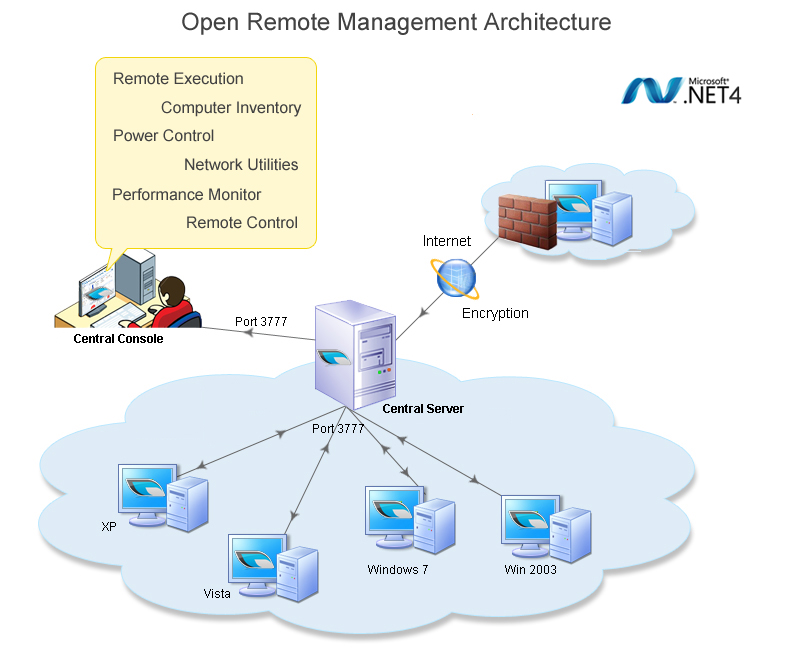 Open Remote Management Architecture
Remote Execution
Computer Inventory
Power Control
Network Utilities
Performance Monitor
Remote Control
Microsoft®
.NET4
Internet
Encryption
Port 3777
Central Console
Central Server
Port 3777
XP
Vista
Windows 7
Win 2003